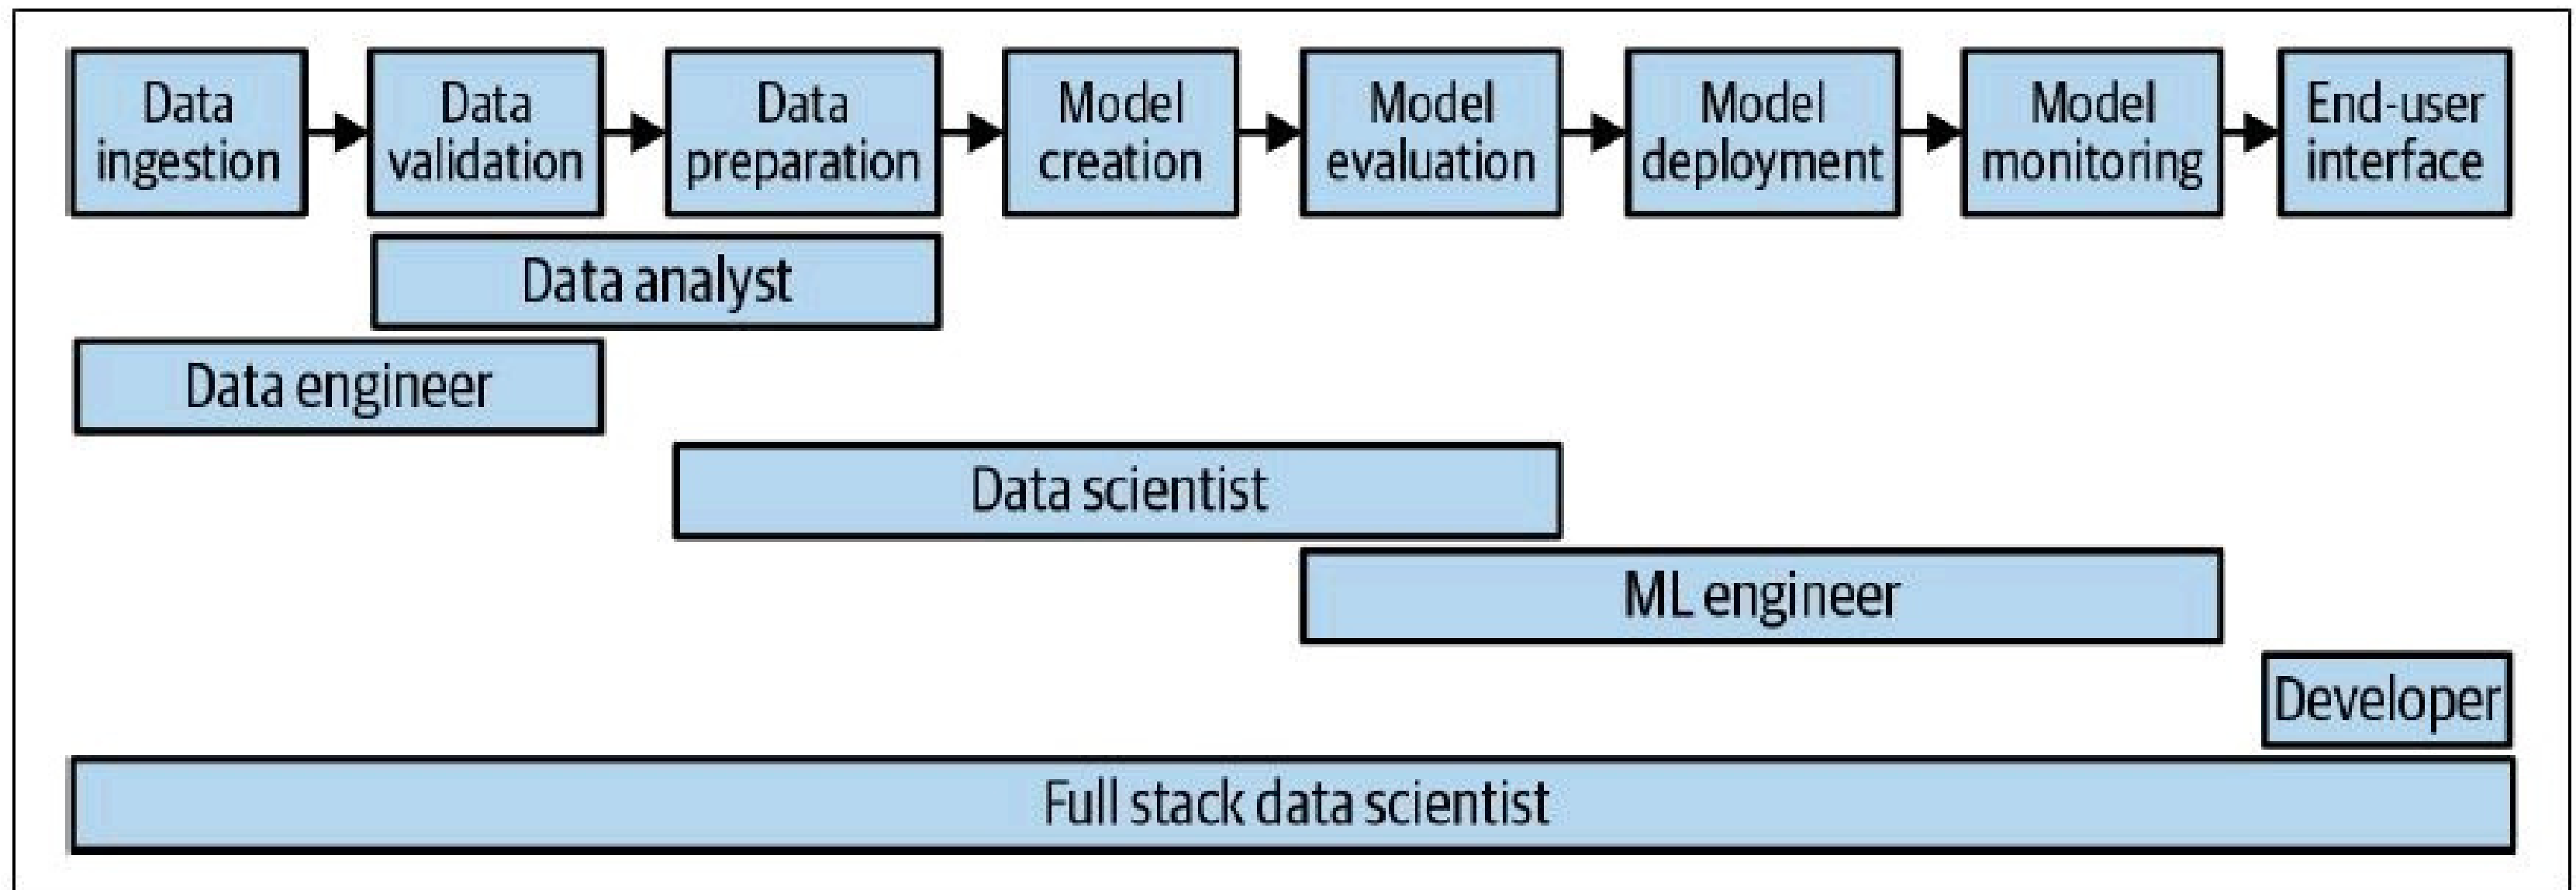 Data
ingestion
Data
validation
Data
preparation
Model
creation
Model
evaluation
Model
deployment
Model
monitoring
End-user
interface
Data analyst
Data engineer
Data scientist
ML engineer
Developer
Full stack data scientist